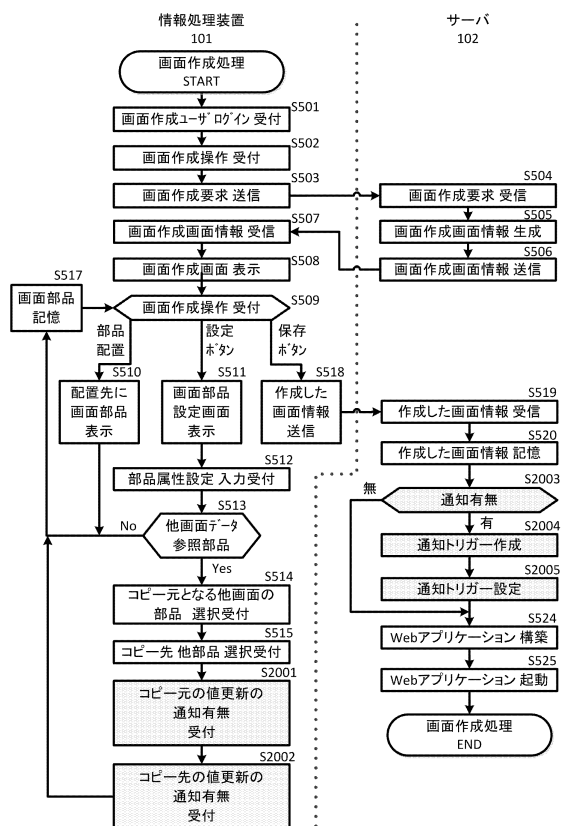 情報処理装置
101
サーバ
102
画面作成処理
START
S501
画面作成ユーザログイン 受付
S502
画面作成操作 受付
S503
画面作成要求 送信
S504
画面作成要求 受信
S505
画面作成画面情報 生成
S506
画面作成画面情報 送信
S507
画面作成画面情報 受信
S508
画面作成画面 表示
S509
画面作成操作 受付
S517
画面部品
記憶
部品
配置
設定
ボタン
保存
ボタン
S510
配置先に
画面部品
表示
S511
画面部品
設定画面
表示
S518
作成した
画面情報
送信
S512
部品属性設定 入力受付
S513
他画面データ
参照部品
No
Yes
S514
コピー元となる他画面の
部品 選択受付
S515
コピー先 他部品 選択受付
S2001
コピー元の値更新の
通知有無
受付
S2002
コピー先の値更新の
通知有無
受付
S519
作成した画面情報 受信
S520
作成した画面情報 記憶
S2003
通知有無
無
有
S2004
通知トリガー作成
S2005
通知トリガー設定
S524
Webアプリケーション 構築
S525
Webアプリケーション 起動
画面作成処理
END